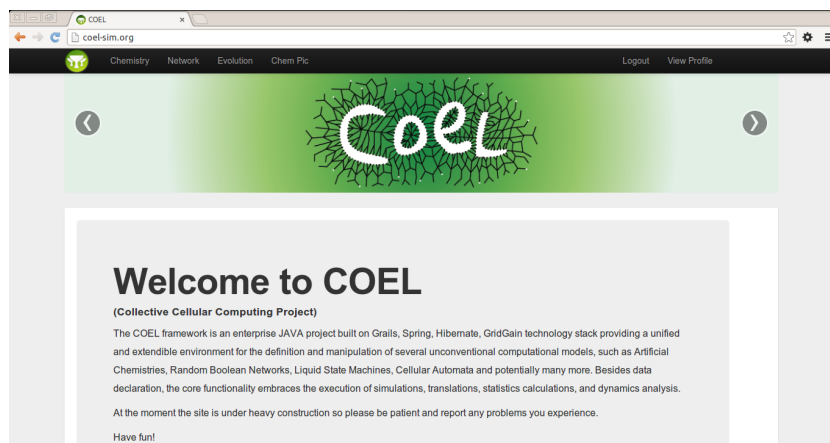 COEL
coel-sim.org
Chemistry Network Evolution Chem Pic Logout View Profile
Coel
Welcome to COEL
(Collective Cellular Computing Project)
The COEL framework is an enterprise JAVA project built on Grails, Spring, Hibernate, GridGain technology stack providing a unified
and extendible environment for the definition and manipulation of several unconventional computational models, such as Artificial
Chemistries, Random Boolean Networks, Liquid State Machines, Cellular Automata and potentially many more. Besides data
declaration, the core functionality embraces the execution of simulations, translations, statistics calculations, and dynamics analysis.
At the moment the site is under heavy construction so please be patient and report any problems you experience.
Have fun!